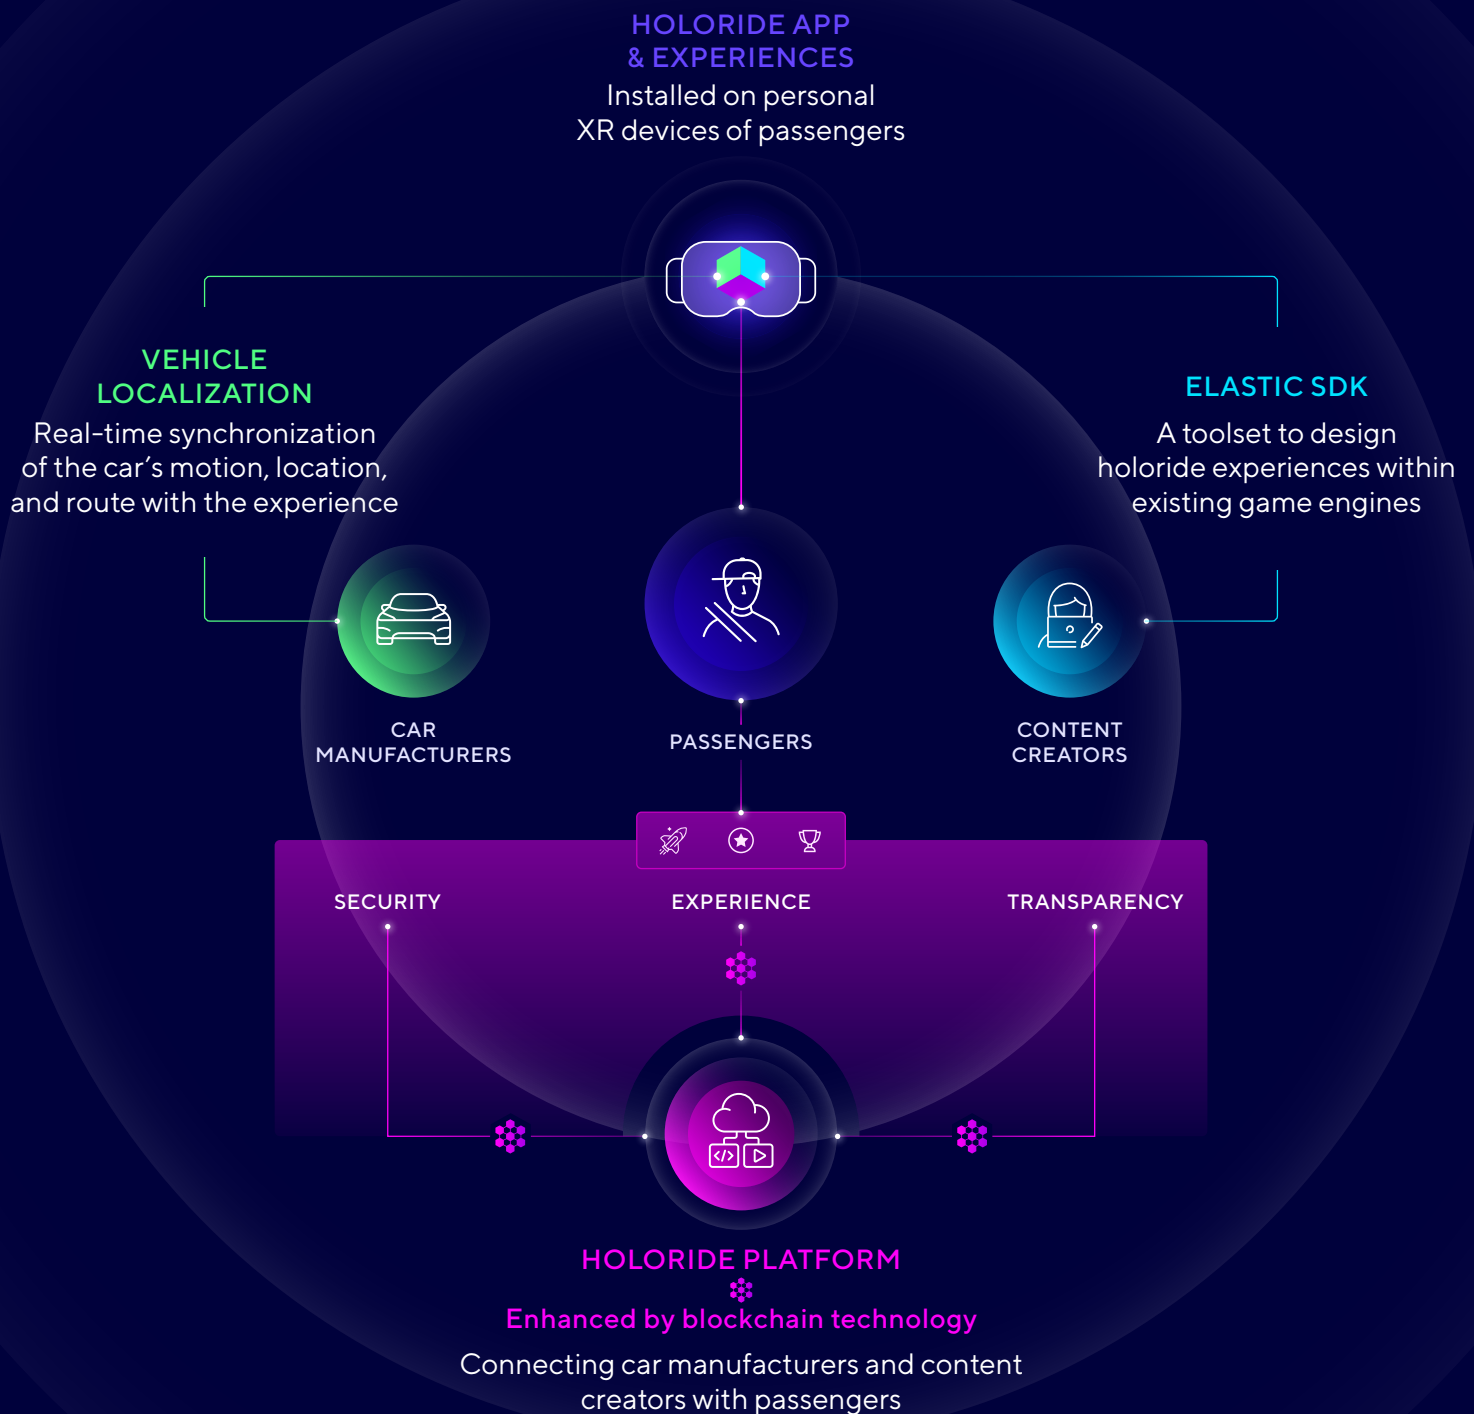 HOLORIDE APP
& EXPERIENCES
Installed on personal
XR devices of passengers
VEHICLE
LOCALIZATION
Real-time synchronization
of the car's motion, location,
and route with the experience
ELASTIC SDK
A toolset to design
holoride experiences within
existing game engines
CAR
MANUFACTURERS
PASSENGERS
CONTENT
CREATORS
SECURITY
EXPERIENCE
TRANSPARENCY
HOLORIDE PLATFORM
Enhanced by blockchain technology
Connecting car manufacturers and content
creators with passengers